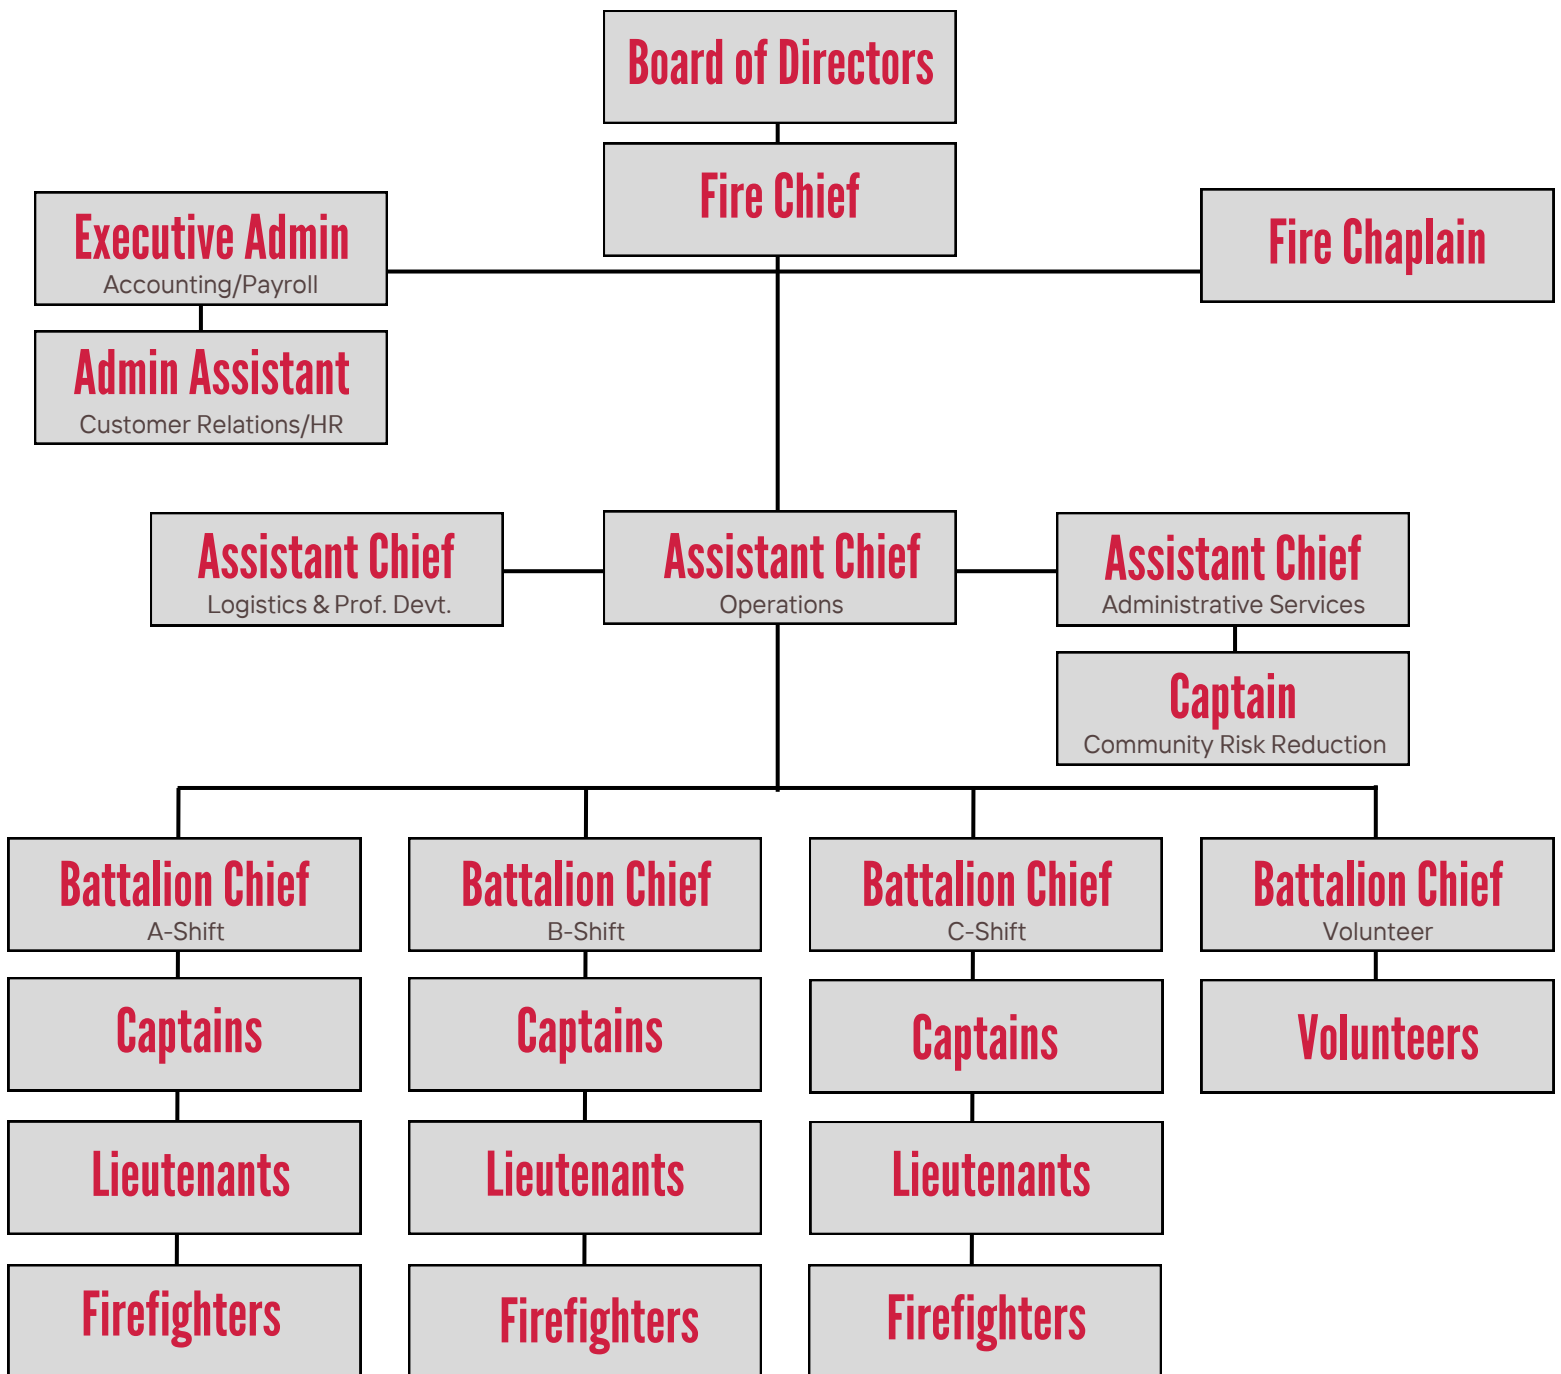 Board of Directors
Fire Chief
Executive Admin
Accounting/Payroll
Fire Chaplain
Admin Assistant
Customer Relations/HR
Assistant Chief
Logistics & Prof. Devt.
Assistant Chief
Operations
Assistant Chief
Administrative Services
Captain
Community Risk Reduction
Battalion Chief
A-Shift
Battalion Chief
B-Shift
Battalion Chief
C-Shift
Battalion Chief
Volunteer
Captains
Captains
Captains
Volunteers
Lieutenants
Lieutenants
Lieutenants
Firefighters
Firefighters
Firefighters